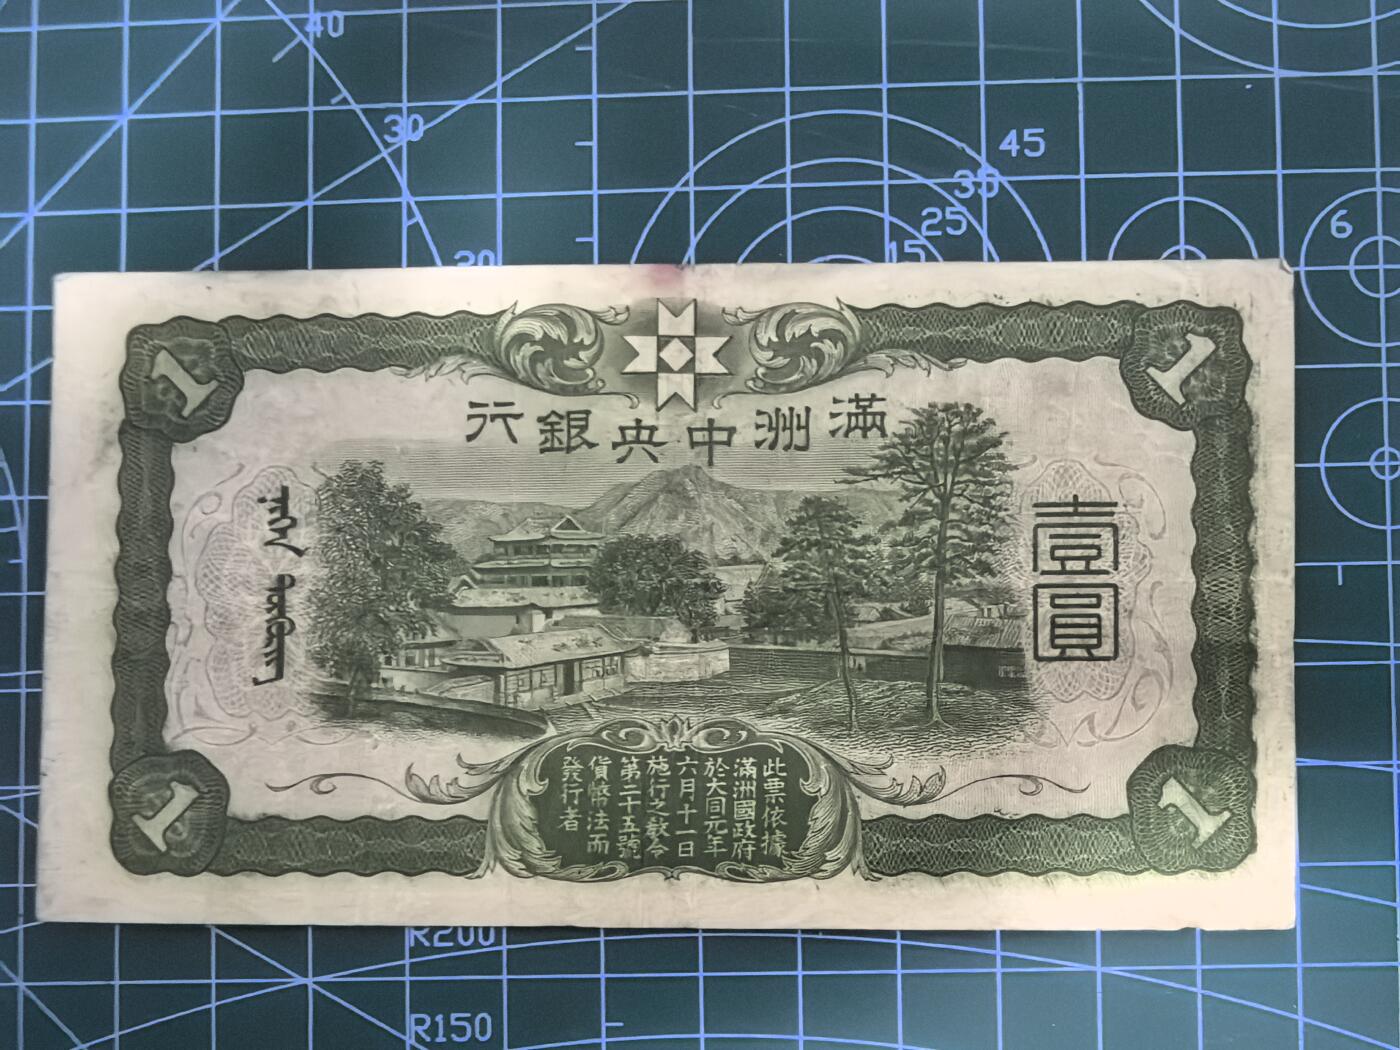 40
30
20
45
35
25
15
6
1
1
行銀央中洲滿
壹圓
1
1
此票依據
滿洲國政府
於大同元年
六月十一日
施行之敎令
第二十五號
貨幣法而
發行者
R200
R150